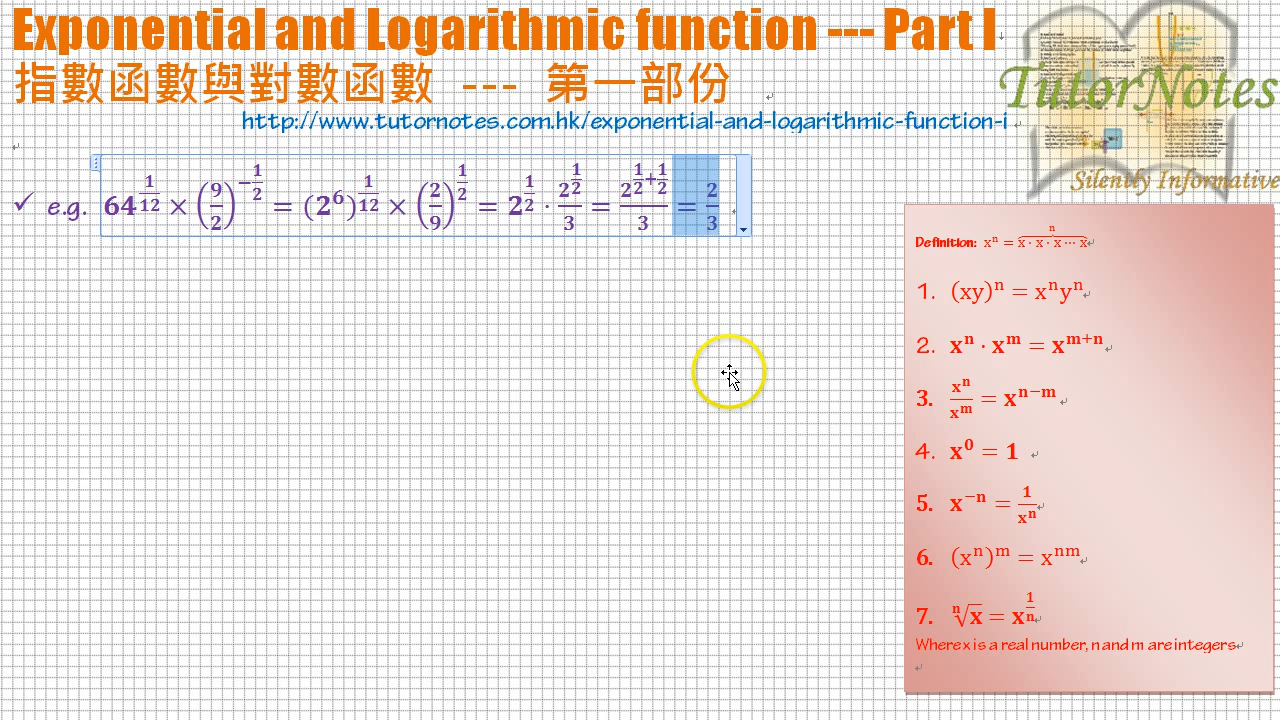 Exponential and Logarithmic function --- Part I
指數函數與對數函數 --- 第一部份
http://www.tutornotes.com.hk/exponential-and-logarithmic-function-i
TutorNotes
Silently Informative
✓ e.g. 64^(1/12) × (9/2)^(-1/2) = (2^6)^(1/12) × (2/9)^(1/2) = 2^(1/2) · 2^(1/2)/3 = 2^(1/2+1/2)/3 = 2/3
Definition: x^n = x · x · x ⋯ x (n)
1. (xy)^n = x^n y^n
2. x^n · x^m = x^(m+n)
3. x^n/x^m = x^(n−m)
4. x^0 = 1
5. x^(−n) = 1/x^n
6. (x^n)^m = x^(nm)
7. ⁿ√x = x^(1/n)
Where x is a real number, n and m are integers